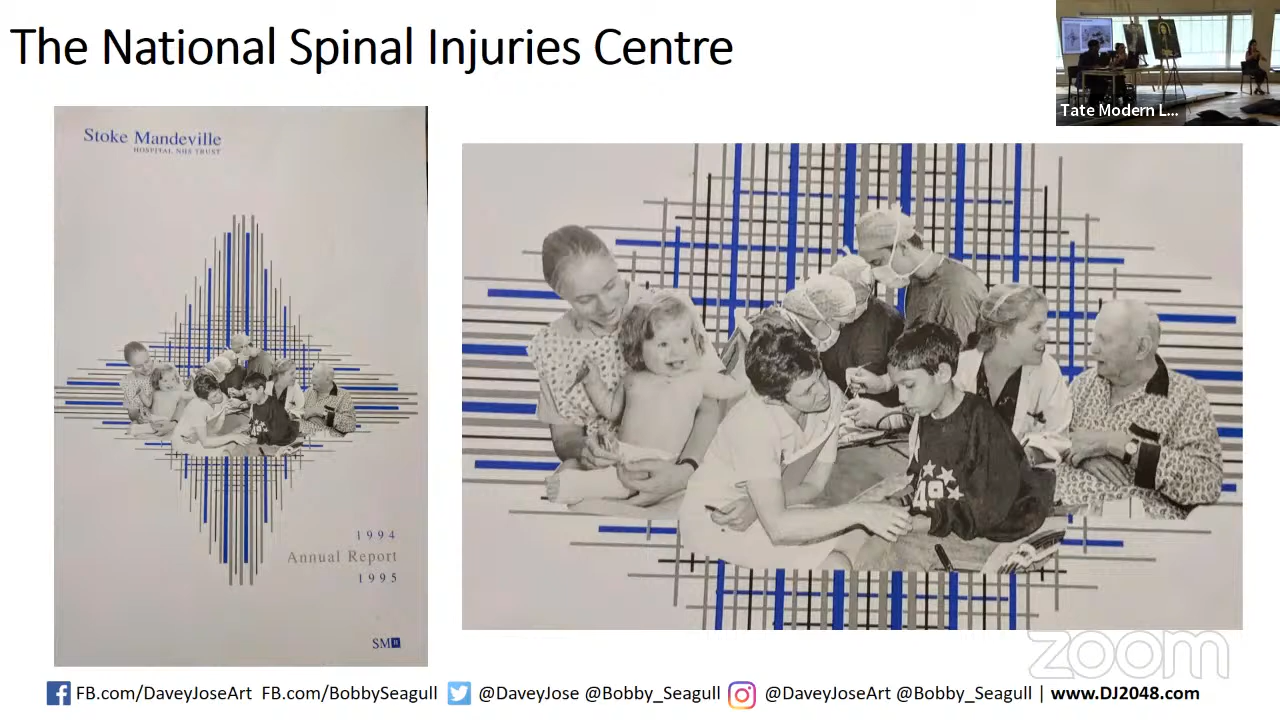 The National Spinal Injuries Centre
Tate Modern L...
Stoke Mandeville
HOSPITAL NHS TRUST
1994
Annual Report
1995
SM
49
zoom
FB.com/DaveyJoseArt FB.com/BobbySeagull @DaveyJose @Bobby_Seagull @DaveyJoseArt @Bobby_Seagull | www.DJ2048.com